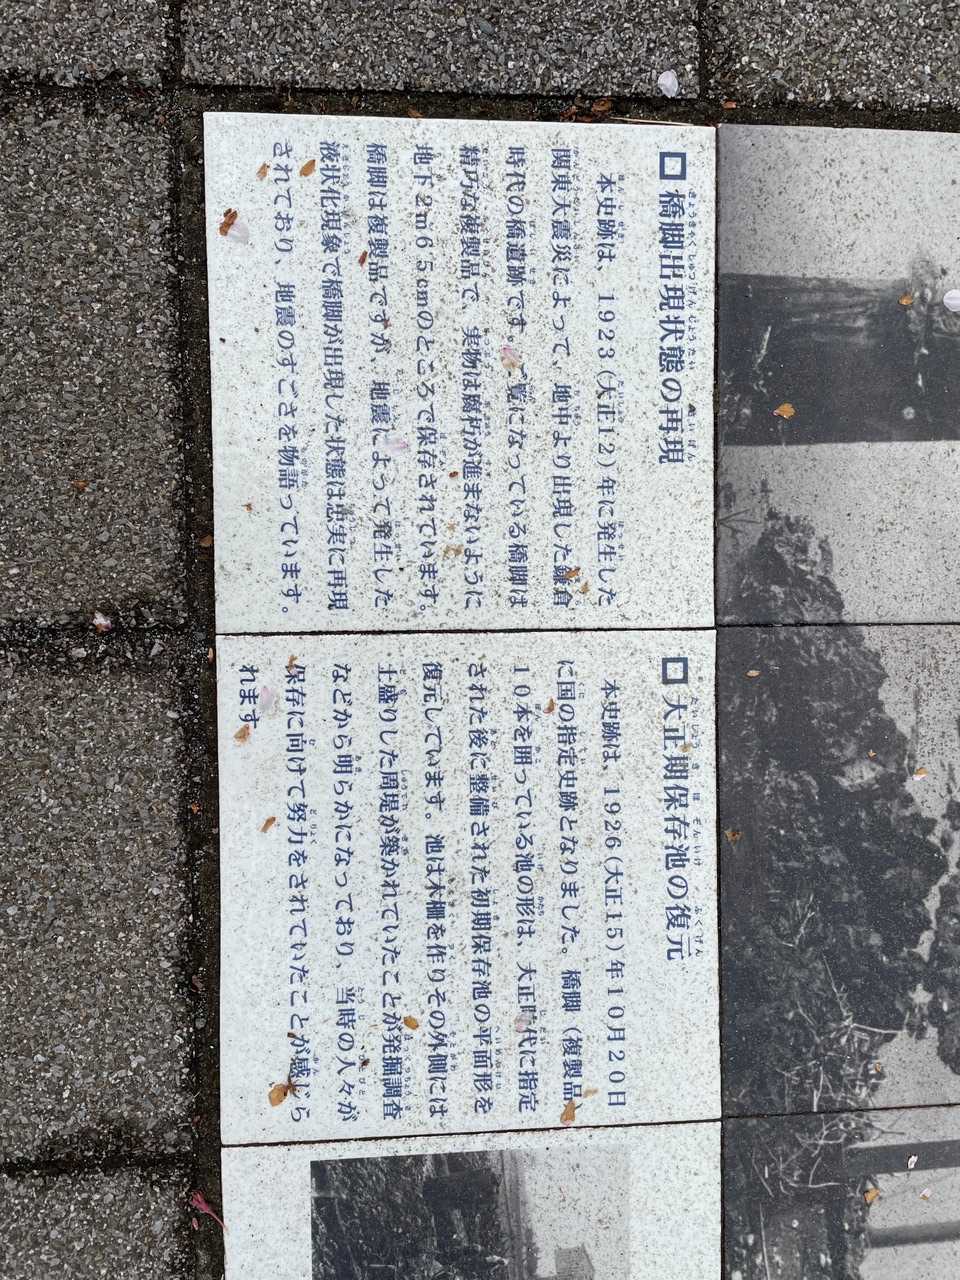 □橋脚出現状態の再現
本史跡は、1923(大正12)年に発生した
関東大震災によって、地中より出現した鎌倉
時代の橋遺跡です。一覧になっている橋脚は
精巧な複製品で、実物は腐朽が進まないように
地下2m65cmのところで保存されています。
橋脚は複製品ですが、地震によって発生した
液状化現象で橋脚が出現した状態は忠実に再現
されており、地震のすごさを物語っています。
□大正期保存池の復元
本史跡は、1926(大正15)年10月20日
に国の指定史跡となりました。橋脚(複製品)
10本を囲っている池の形は、大正時代に指定
された後に整備された初期保存池の平面形を
復元しています。池は木柵を作りその外側には
土盛りした周堤が築かれていたことが発掘調査
などから明らかになっており、当時の人々が
保存に向けて努力をされていたことが感じら
れます。